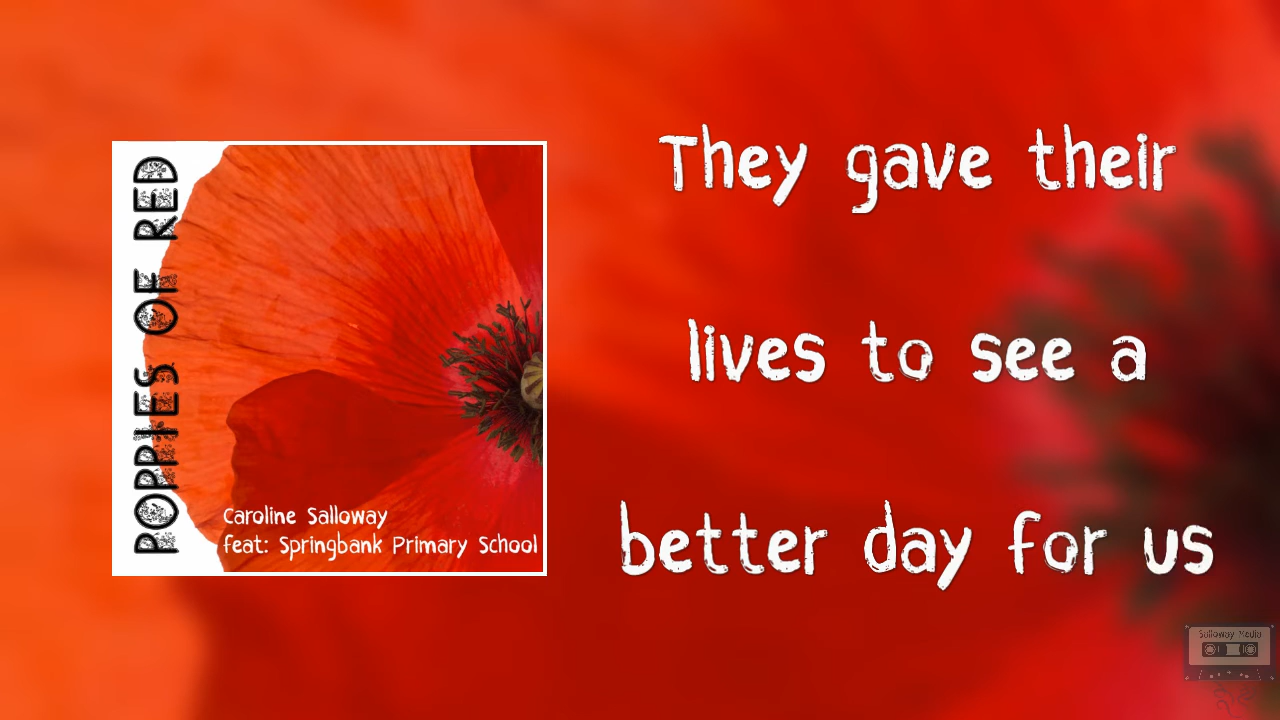 POPPIES OF RED
Caroline Salloway
feat: Springbank Primary School
They gave their
lives to see a
better day for us
Salloway Media